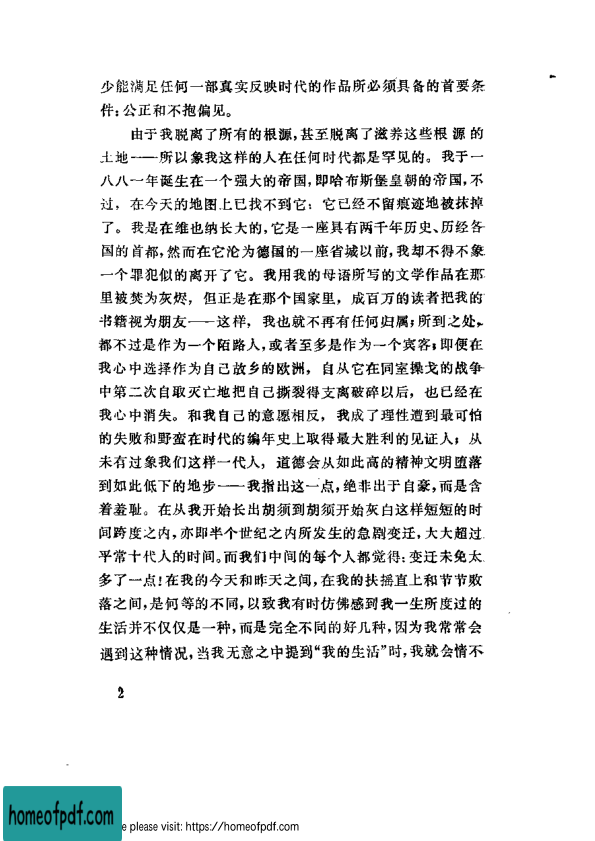 少能满足任何一部真实反映时代的作品所必须具备的首要条
件：公正和不抱偏见。
由于我脱离了所有的根源，甚至脱离了滋养这些根源的
土地——所以象我这样的人在任何时代都是罕见的。我于一
八八一年诞生在一个强大的帝国，即哈布斯堡皇朝的帝国，不
过，在今天的地图上已找不到它；它已经不留痕迹地被抹掉
了。我是在维也纳长大的，它是一座具有两千年历史、历经各
国的首都，然而在它沦为德国的一座省城以前，我却不得不象
一个罪犯似的离开了它。我用我的母语所写的文学作品在那
里被焚为灰烬，但正是在那个国家里，成百万的读者把我的
书籍视为朋友——这样，我也就不再有任何归属；所到之处，
都不过是作为一个陌路人，或者至多是作为一个宾客；即便在
我心中选择作为自己故乡的欧洲，自从它在同室操戈的战争
中第二次自取灭亡地把自己撕裂得支离破碎以后，也已经在
我心中消失。和我自己的意愿相反，我成了理性遭到最可怕
的失败和野蛮在时代的编年史上取得最大胜利的见证人；从
未有过象我们这样一代人，道德会从如此高的精神文明堕落
到如此低下的地步——我指出这一点，绝非出于自豪，而是含
着羞耻。在从我开始长出胡须到胡须开始灰白这样短短的时
间跨度之内，亦即半个世纪之内所发生的急剧变迁，大大超过
平常十代人的时间。而我们中间的每个人都觉得：变迁未免太
多了一点！在我的今天和昨天之间，在我的扶摇直上和节节败
落之间，是何等的不同，以致我有时仿佛感到我一生所度过的
生活并不仅仅是一种，而是完全不同的好几种，因为我常常会
遇到这种情况，当我无意之中提到“我的生活”时，我就会情不
2
homeofpdf.com
e please visit: https://homeofpdf.com